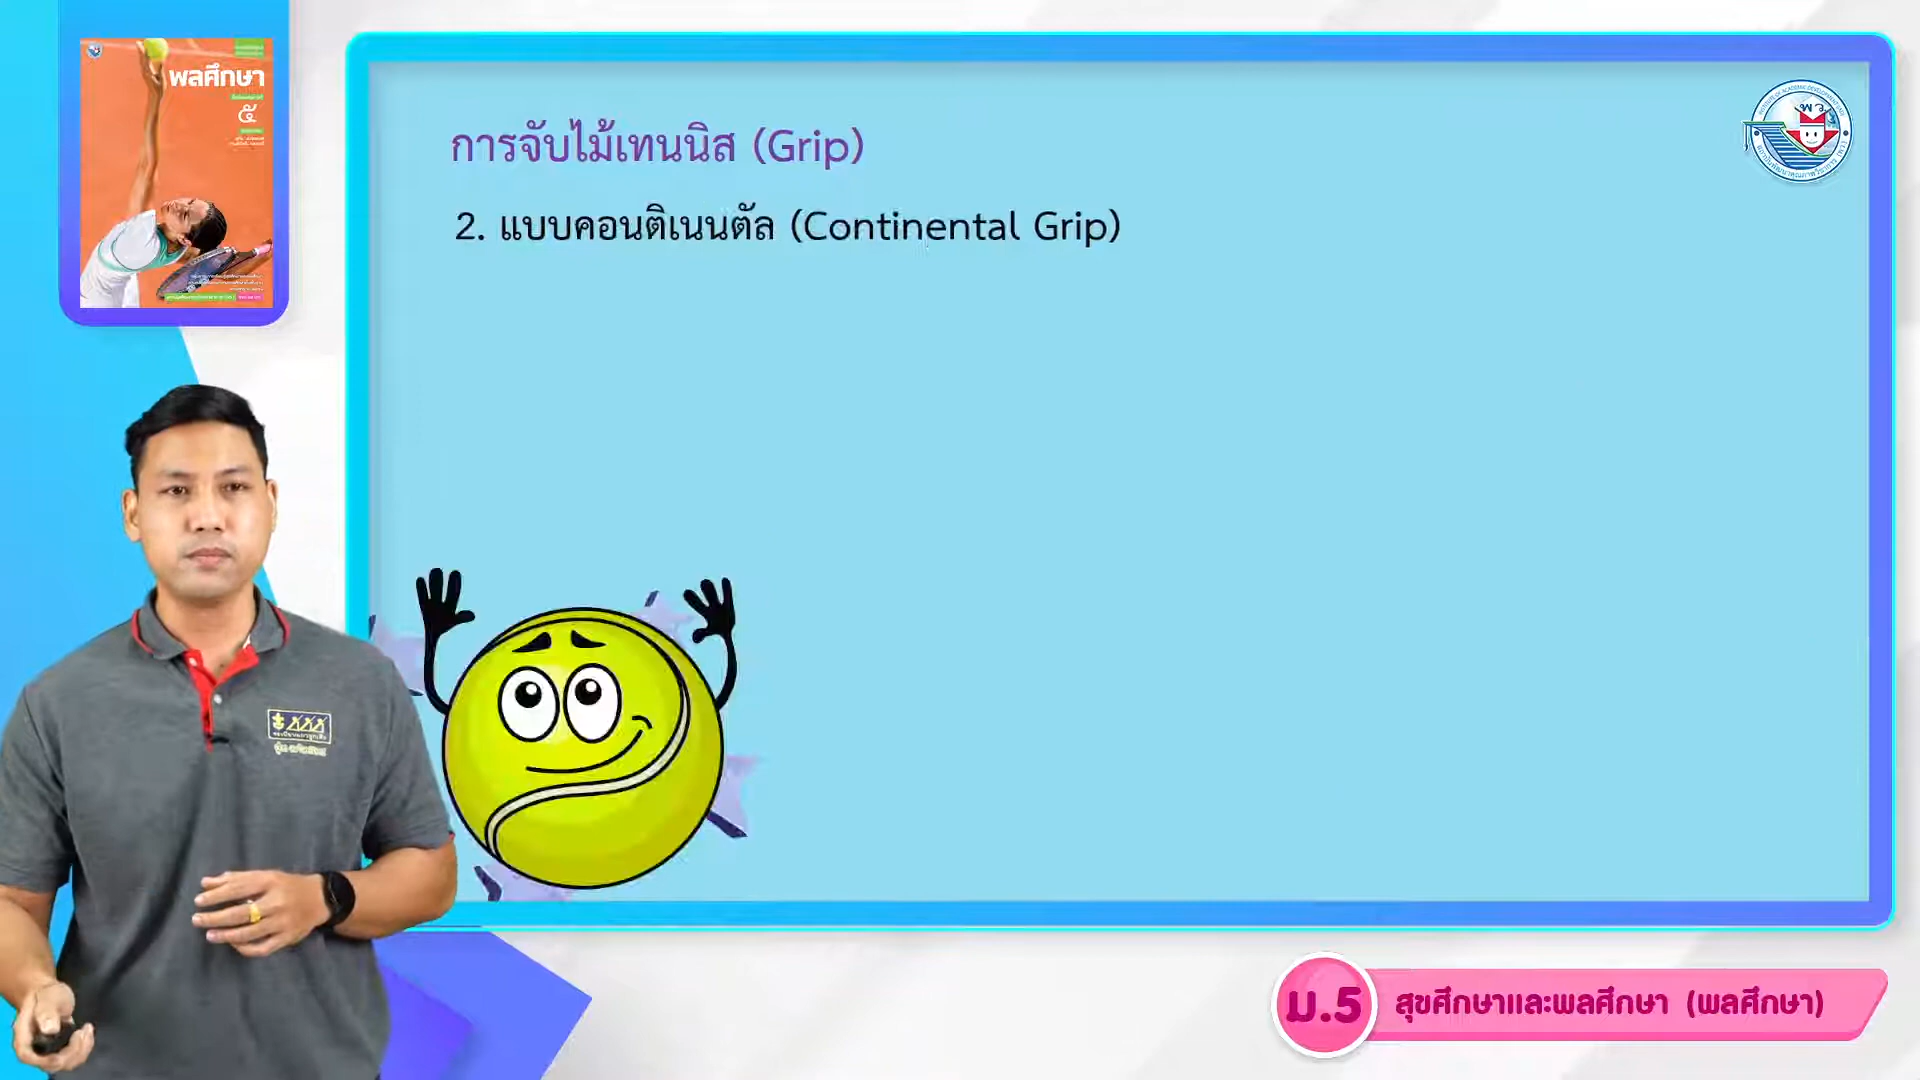 พลศึกษา
๕
การจับไม้เทนนิส (Grip)
2. แบบคอนติเนนตัล (Continental Grip)
พว
ม.5
สุขศึกษาและพลศึกษา (พลศึกษา)